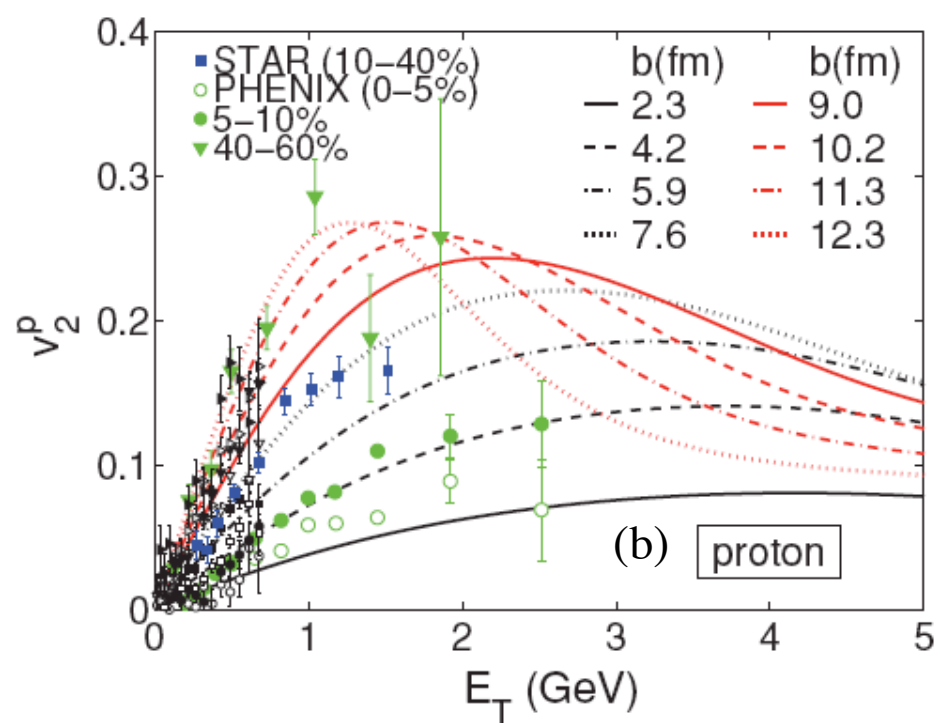 0.4
0.3
0.2
0.1
0
v₂ᵖ
STAR (10−40%)
PHENIX (0−5%)
5−10%
40−60%
b(fm)
2.3
4.2
5.9
7.6
b(fm)
9.0
10.2
11.3
12.3
(b)
proton
0 1 2 3 4 5
E_T (GeV)